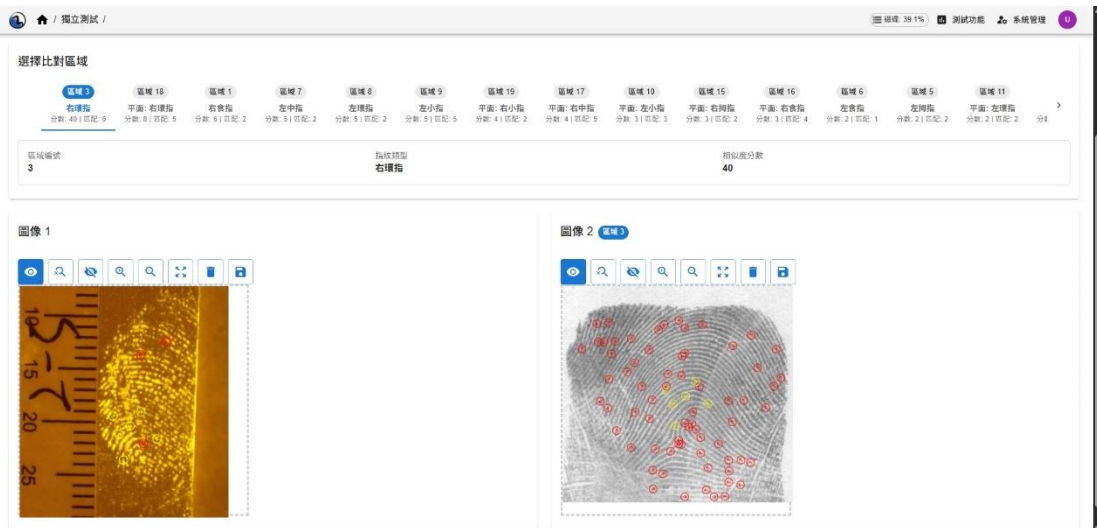 / 獨立測試 /
磁碟: 39.1%
測試功能
系統管理
U
選擇比對區域
區域 3
右環指
分數: 40 | 匹配: 6
區域 18
平面: 右環指
分數: 8 | 匹配: 5
區域 1
右食指
分數: 6 | 匹配: 2
區域 7
左中指
分數: 5 | 匹配: 2
區域 8
左環指
分數: 5 | 匹配: 2
區域 9
左小指
分數: 5 | 匹配: 5
區域 19
平面: 右小指
分數: 4 | 匹配: 2
區域 17
平面: 右中指
分數: 4 | 匹配: 5
區域 10
平面: 左小指
分數: 3 | 匹配: 3
區域 15
平面: 右拇指
分數: 3 | 匹配: 2
區域 16
平面: 右食指
分數: 3 | 匹配: 4
區域 6
左食指
分數: 2 | 匹配: 1
區域 5
左拇指
分數: 2 | 匹配: 2
區域 11
平面: 左環指
分數: 2 | 匹配: 2
區域編號
3
指紋類型
右環指
相似度分數
40
圖像 1
圖像 2
區域 3
10
15
20
25